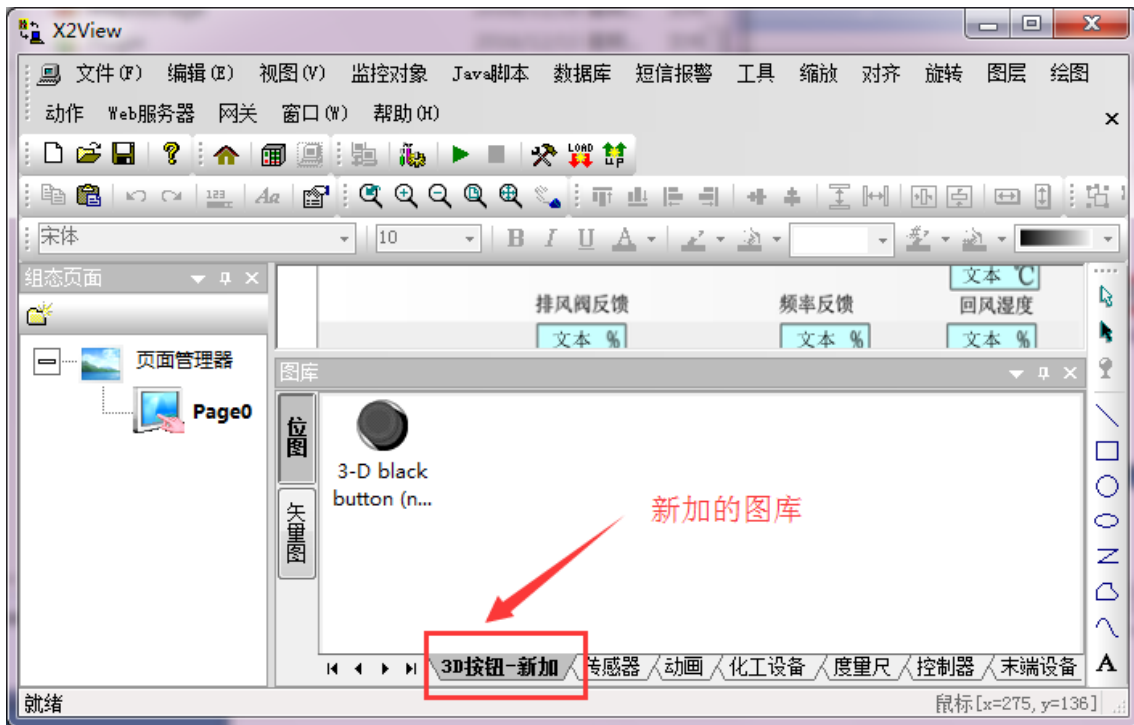 X2View
文件(F) 编辑(E) 视图(V) 监控对象 Java脚本 数据库 短信报警 工具 缩放 对齐 旋转 图层 绘图
动作 Web服务器 网关 窗口(W) 帮助(H)
LOAD UP
123 Aa
宋体 10 B I U A
组态页面
文本 ℃
排风阀反馈 频率反馈 回风湿度
文本 % 文本 % 文本 %
页面管理器
Page0
图库
位图
矢量图
3-D black
button (n...
新加的图库
3D按钮-新加 传感器 动画 化工设备 度量尺 控制器 末端设备
A
就绪 鼠标[x=275, y=136]